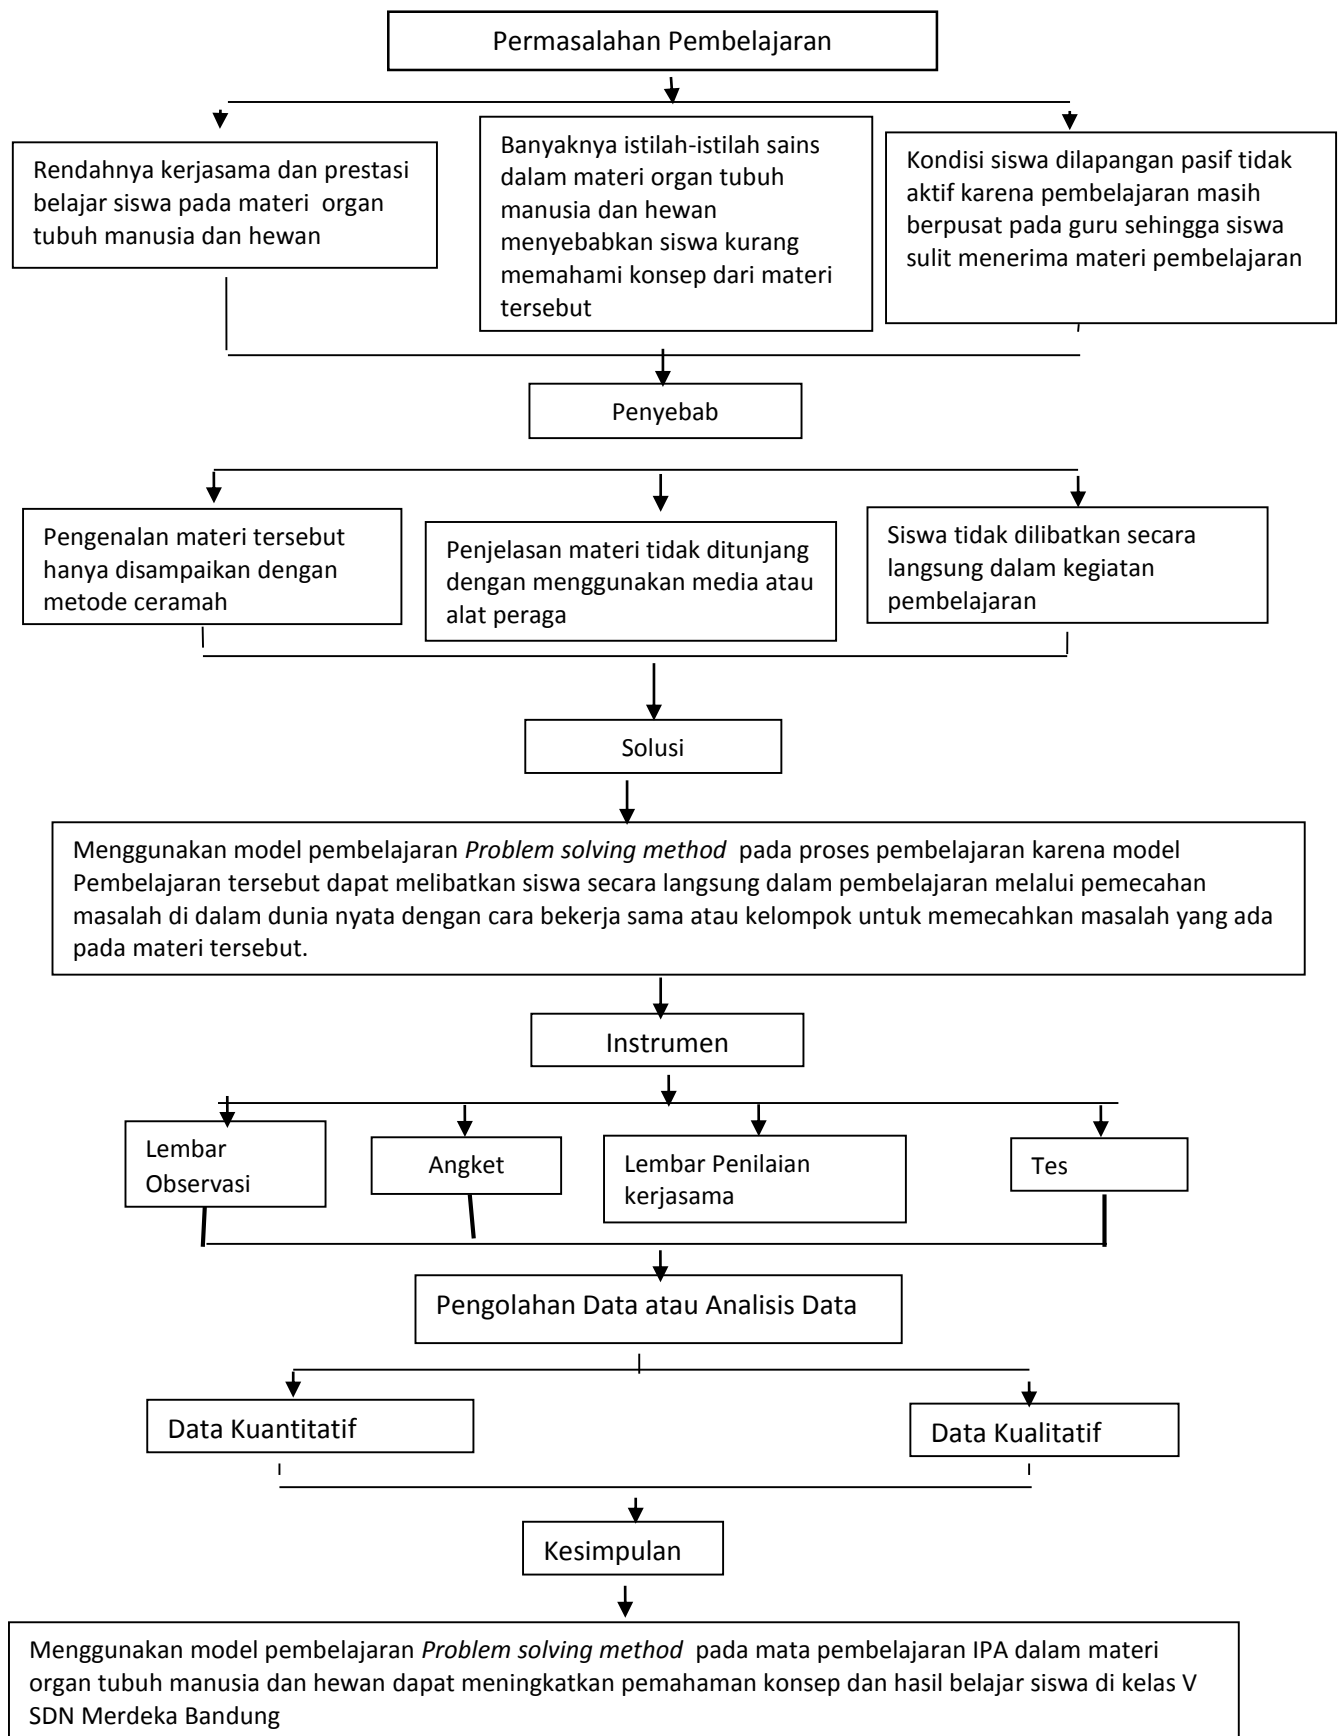 Permasalahan Pembelajaran
Rendahnya kerjasama dan prestasi
belajar siswa pada materi organ
tubuh manusia dan hewan
Banyaknya istilah-istilah sains
dalam materi organ tubuh
manusia dan hewan
menyebabkan siswa kurang
memahami konsep dari materi
tersebut
Kondisi siswa dilapangan pasif tidak
aktif karena pembelajaran masih
berpusat pada guru sehingga siswa
sulit menerima materi pembelajaran
Penyebab
Pengenalan materi tersebut
hanya disampaikan dengan
metode ceramah
Penjelasan materi tidak ditunjang
dengan menggunakan media atau
alat peraga
Siswa tidak dilibatkan secara
langsung dalam kegiatan
pembelajaran
Solusi
Menggunakan model pembelajaran Problem solving method pada proses pembelajaran karena model
Pembelajaran tersebut dapat melibatkan siswa secara langsung dalam pembelajaran melalui pemecahan
masalah di dalam dunia nyata dengan cara bekerja sama atau kelompok untuk memecahkan masalah yang ada
pada materi tersebut.
Instrumen
Lembar
Observasi
Angket
Lembar Penilaian
kerjasama
Tes
Pengolahan Data atau Analisis Data
Data Kuantitatif
Data Kualitatif
Kesimpulan
Menggunakan model pembelajaran Problem solving method pada mata pembelajaran IPA dalam materi
organ tubuh manusia dan hewan dapat meningkatkan pemahaman konsep dan hasil belajar siswa di kelas V
SDN Merdeka Bandung